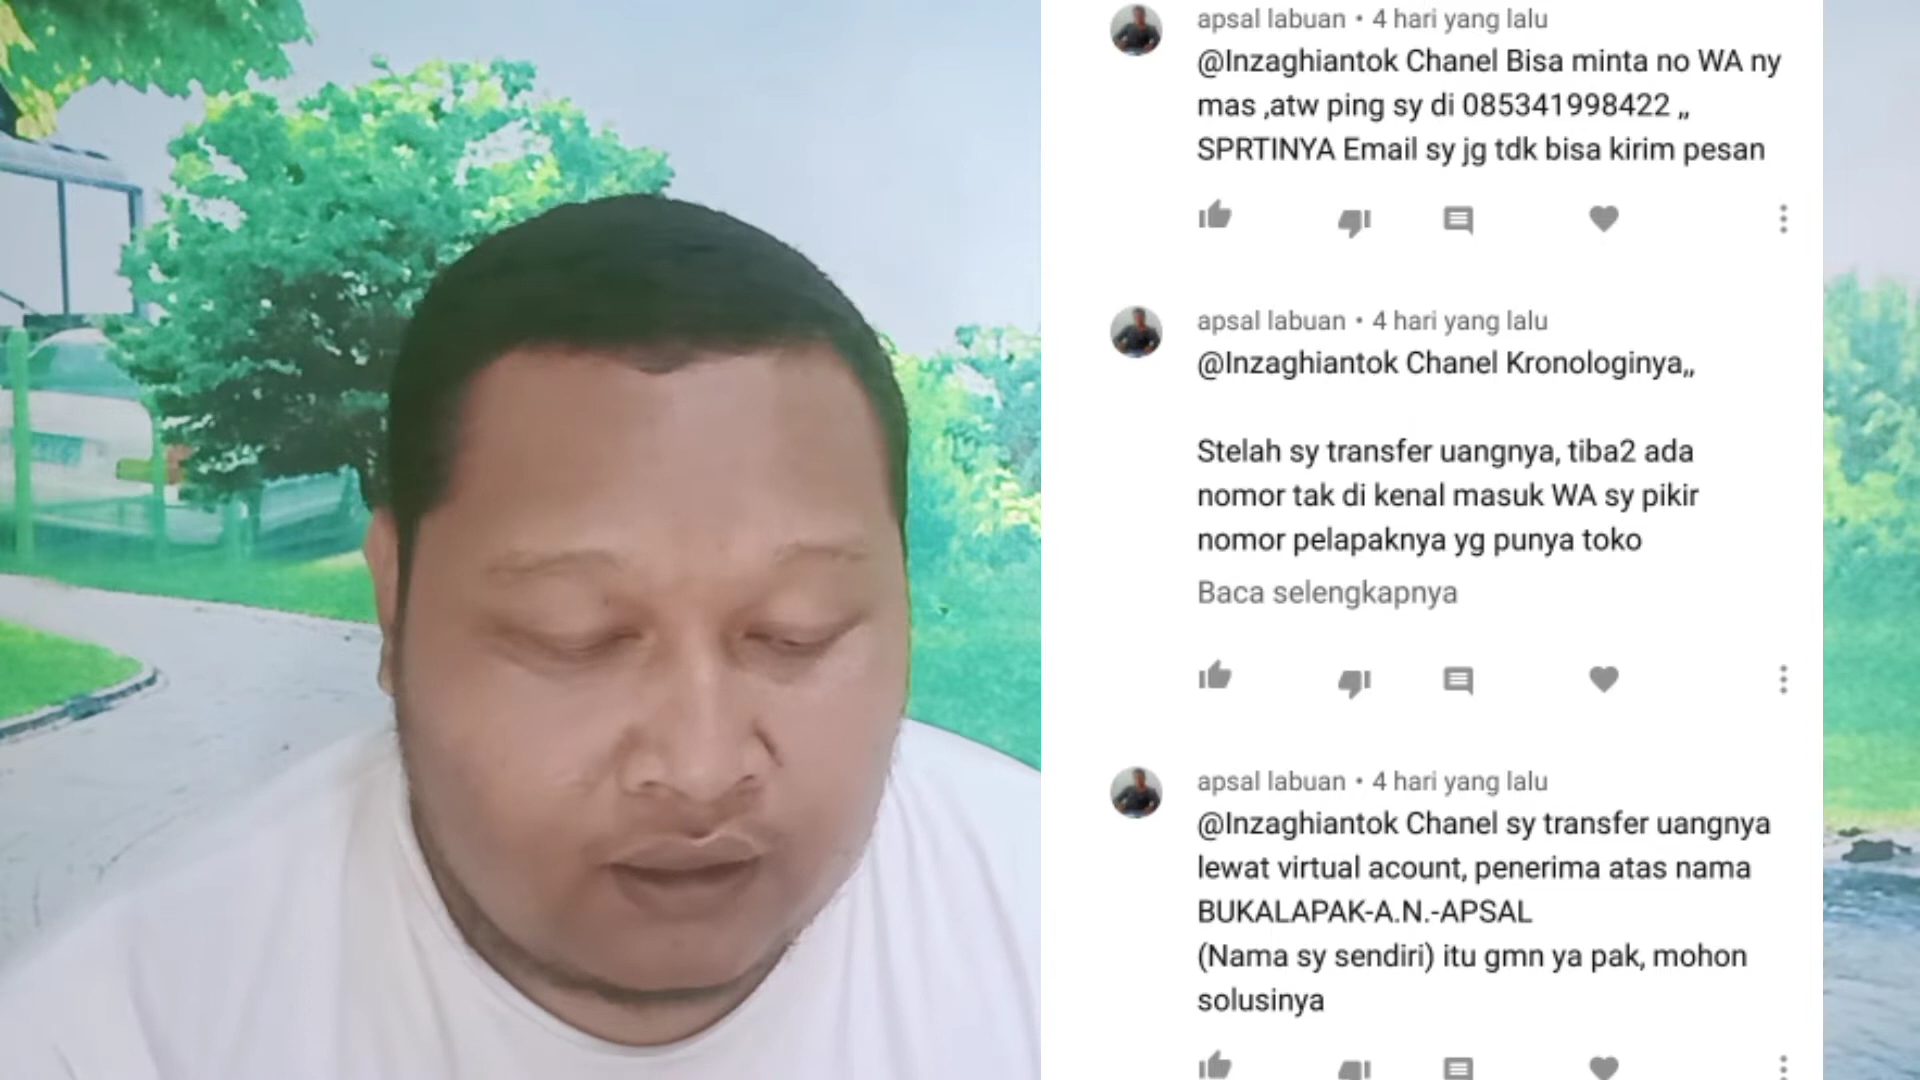 apsal labuan • 4 hari yang lalu
@Inzaghiantok Chanel Bisa minta no WA ny
mas ,atw ping sy di 085341998422 ,,
SPRTINYA Email sy jg tdk bisa kirim pesan
apsal labuan • 4 hari yang lalu
@Inzaghiantok Chanel Kronologinya,,
Stelah sy transfer uangnya, tiba2 ada
nomor tak di kenal masuk WA sy pikir
nomor pelapaknya yg punya toko
Baca selengkapnya
apsal labuan • 4 hari yang lalu
@Inzaghiantok Chanel sy transfer uangnya
lewat virtual acount, penerima atas nama
BUKALAPAK-A.N.-APSAL
(Nama sy sendiri) itu gmn ya pak, mohon
solusinya